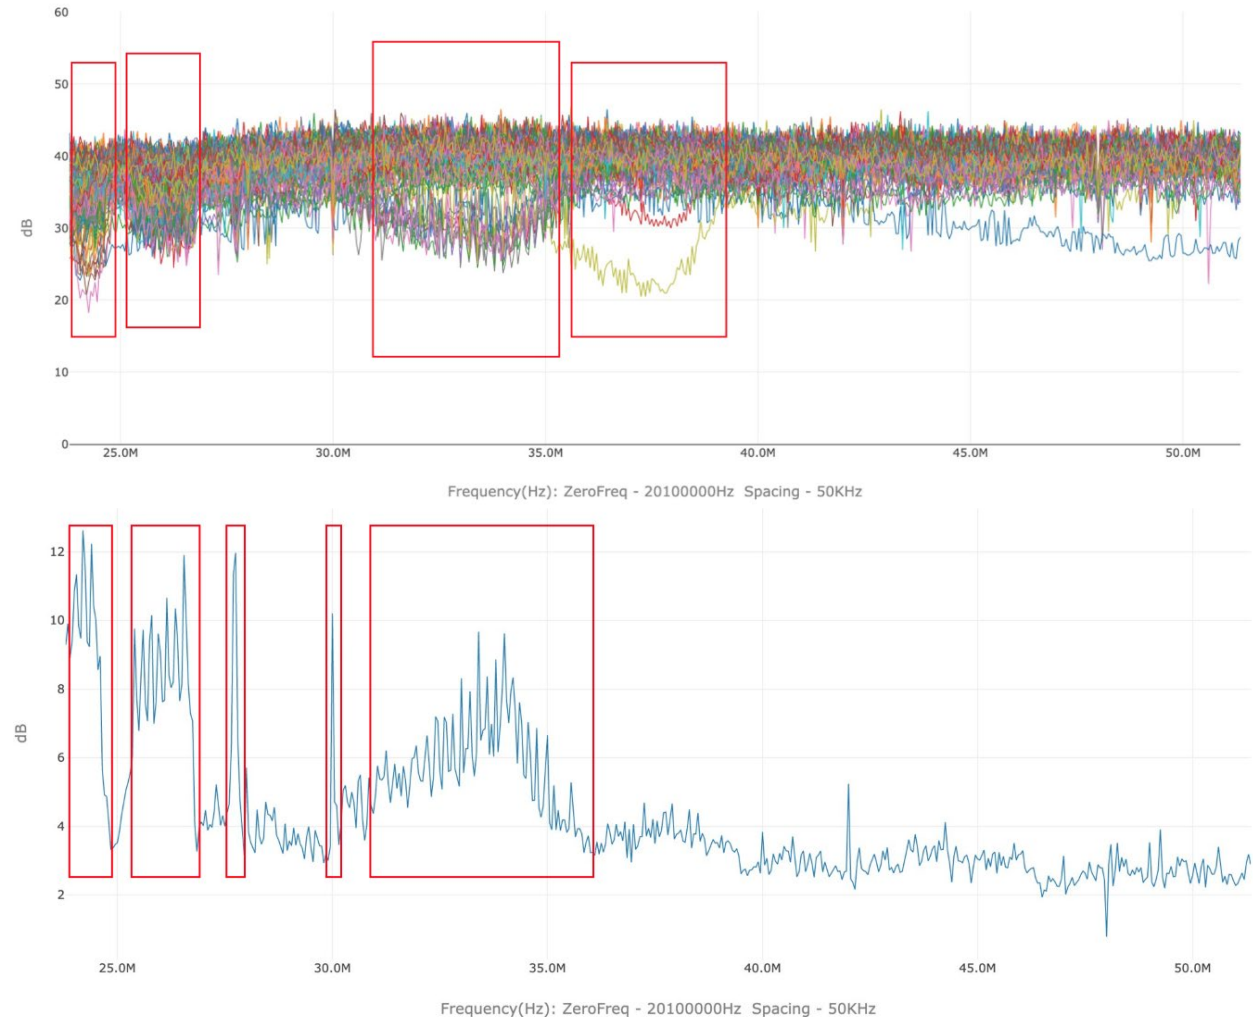 60
50
40
dB
30
20
10
0
25.0M 30.0M 35.0M 40.0M 45.0M 50.0M
Frequency(Hz): ZeroFreq - 20100000Hz Spacing - 50KHz
12
10
8
dB
6
4
2
25.0M 30.0M 35.0M 40.0M 45.0M 50.0M
Frequency(Hz): ZeroFreq - 20100000Hz Spacing - 50KHz